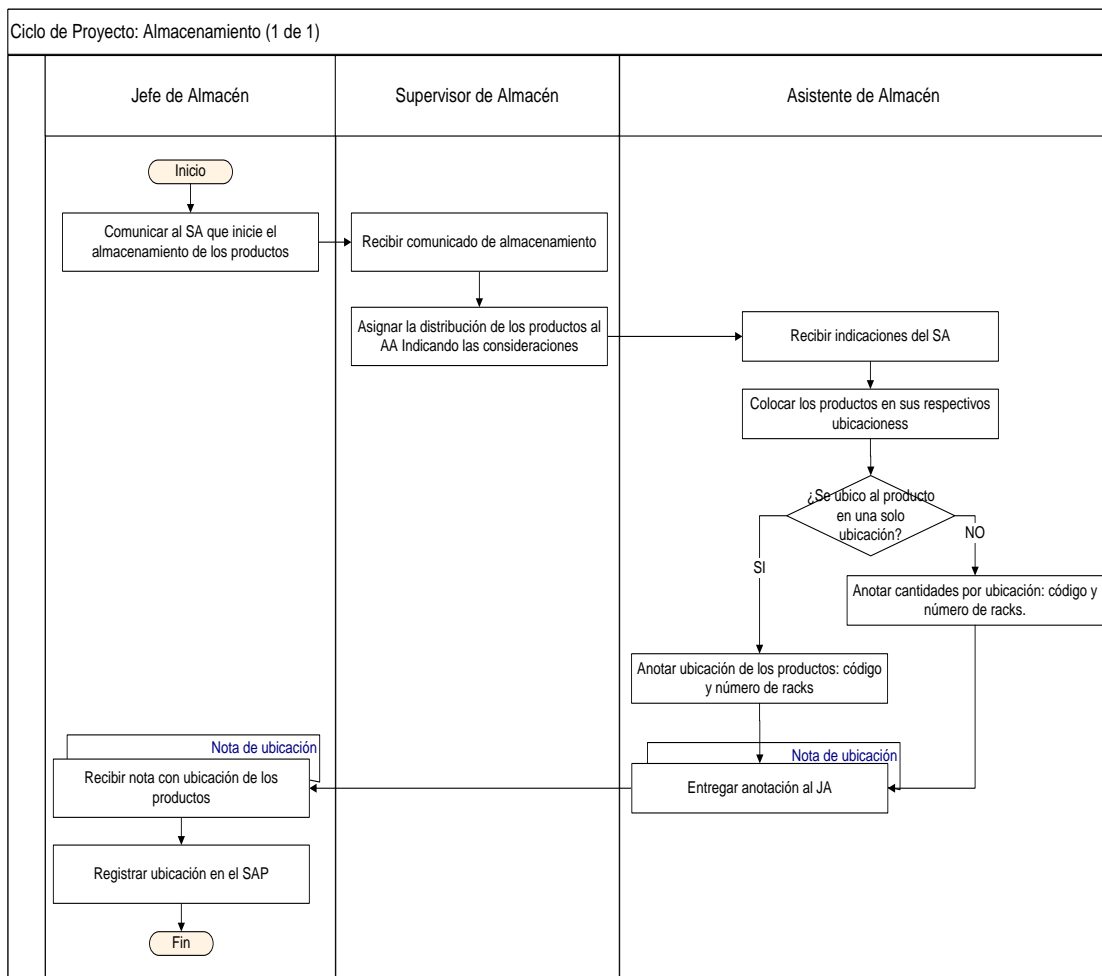 Ciclo de Proyecto: Almacenamiento (1 de 1)
Jefe de Almacén
Supervisor de Almacén
Asistente de Almacén
Inicio
Comunicar al SA que inicie el
almacenamiento de los productos
Recibir comunicado de almacenamiento
Asignar la distribución de los productos al
AA Indicando las consideraciones
Recibir indicaciones del SA
Colocar los productos en sus respectivos
ubicacioness
¿Se úbico al producto
en una solo
ubicación?
NO
SI
Anotar cantidades por ubicación: código y
número de racks.
Anotar ubicación de los productos: código
y número de racks
Nota de ubicación
Entregar anotación al JA
Nota de ubicación
Recibir nota con ubicación de los
productos
Registrar ubicación en el SAP
Fin